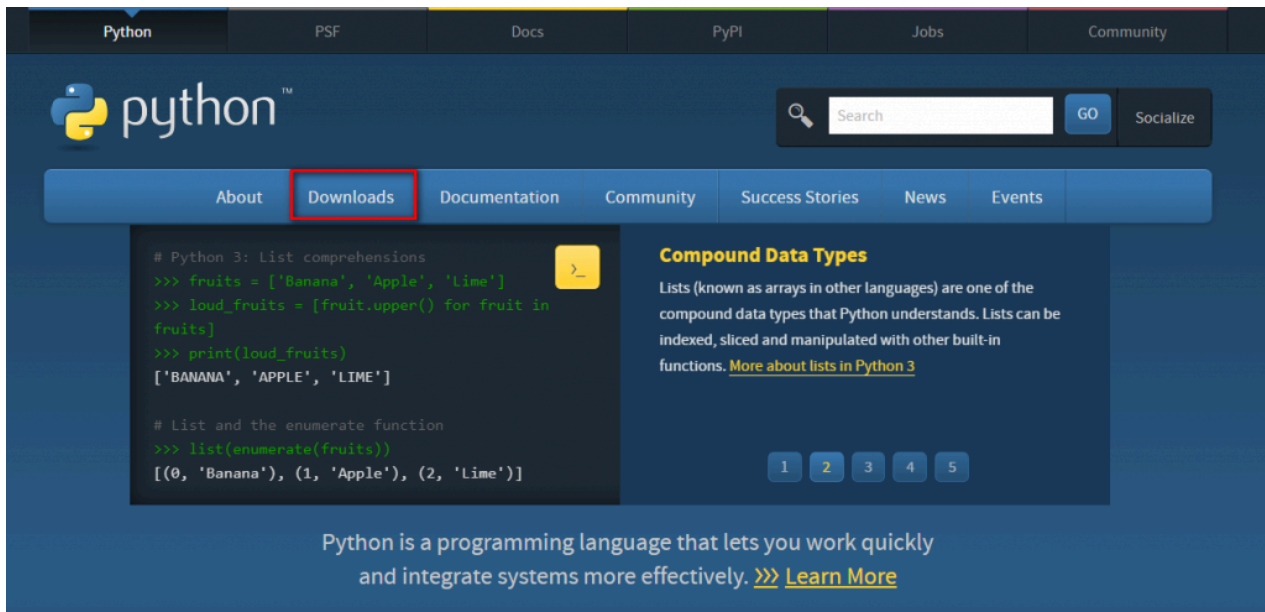 Python PSF Docs PyPI Jobs Community
python™
Search GO Socialize
About Downloads Documentation Community Success Stories News Events
# Python 3: List comprehensions
>>> fruits = ['Banana', 'Apple', 'Lime']
>>> loud_fruits = [fruit.upper() for fruit in
fruits]
>>> print(loud_fruits)
['BANANA', 'APPLE', 'LIME']
# List and the enumerate function
>>> list(enumerate(fruits))
[(0, 'Banana'), (1, 'Apple'), (2, 'Lime')]
>_
Compound Data Types
Lists (known as arrays in other languages) are one of the
compound data types that Python understands. Lists can be
indexed, sliced and manipulated with other built-in
functions. More about lists in Python 3
1 2 3 4 5
Python is a programming language that lets you work quickly
and integrate systems more effectively. >>> Learn More